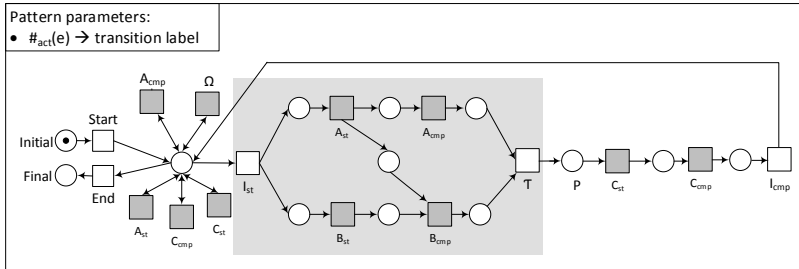 Pattern parameters:
• #act(e) → transition label
Acmp
Ω
Start
Initial
Ast
Acmp
Final
End
Ist
τ
P
Cst
Ccmp
Icmp
Ast
Ccmp
Cst
Bst
Bcmp